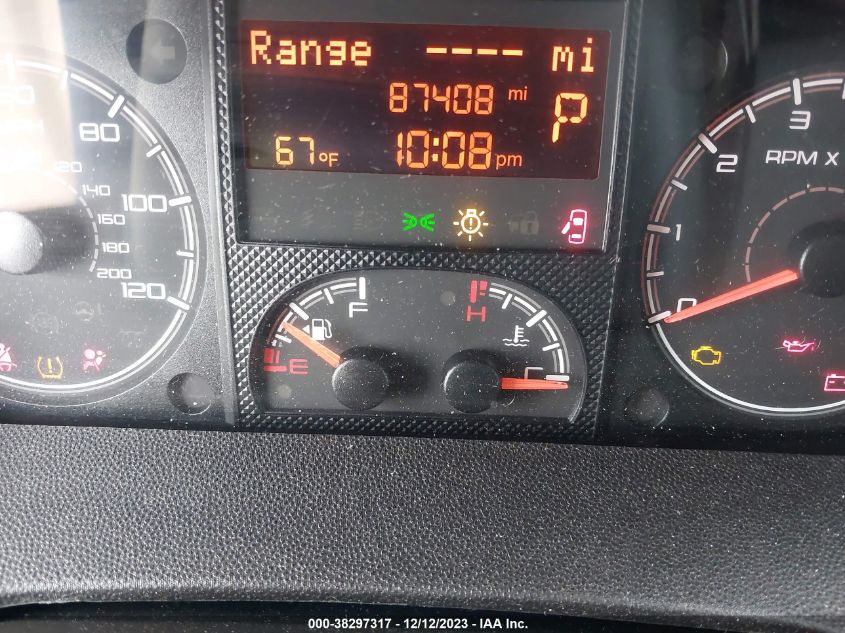 Range ---- mi
87408 mi P
67°F 10:08 pm
80
100
120
120
140
160
180
200
F
E
H
C
0
1
2
3
RPM X
000-38297317 - 12/12/2023 - IAA Inc.